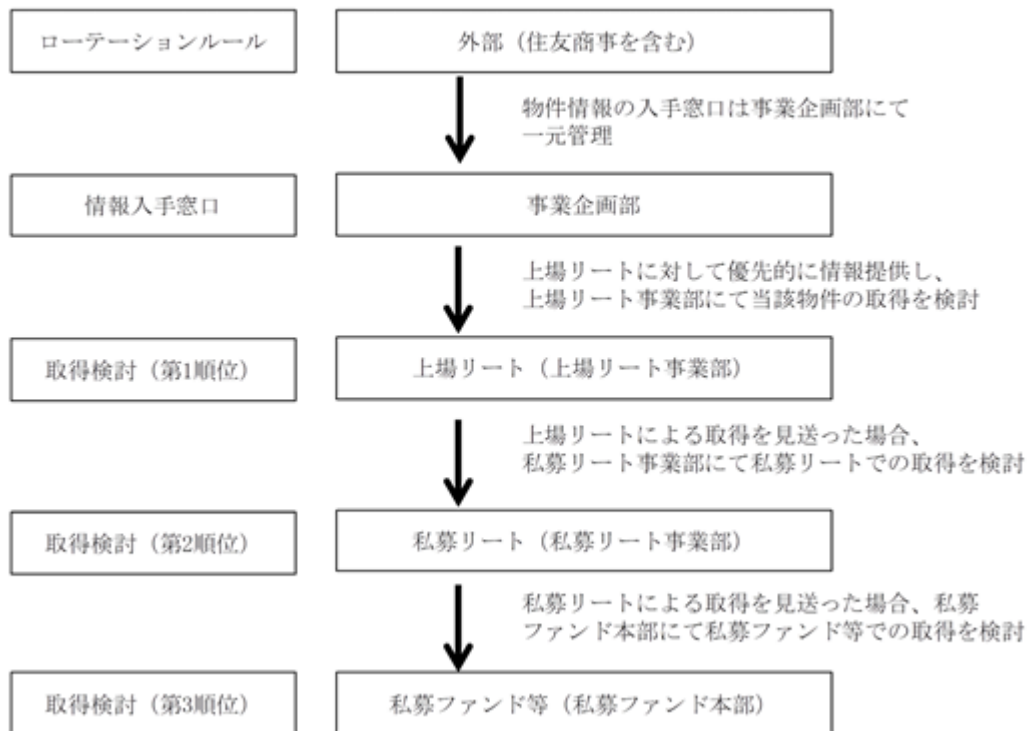 ローテーションルール
外部（住友商事を含む）
物件情報の入手窓口は事業企画部にて
一元管理
情報入手窓口
事業企画部
上場リートに対して優先的に情報提供し、
上場リート事業部にて当該物件の取得を検討
取得検討（第1順位）
上場リート（上場リート事業部）
上場リートによる取得を見送った場合、
私募リート事業部にて私募リートでの取得を検討
取得検討（第2順位）
私募リート（私募リート事業部）
私募リートによる取得を見送った場合、私募
ファンド本部にて私募ファンド等での取得を検討
取得検討（第3順位）
私募ファンド等（私募ファンド本部）